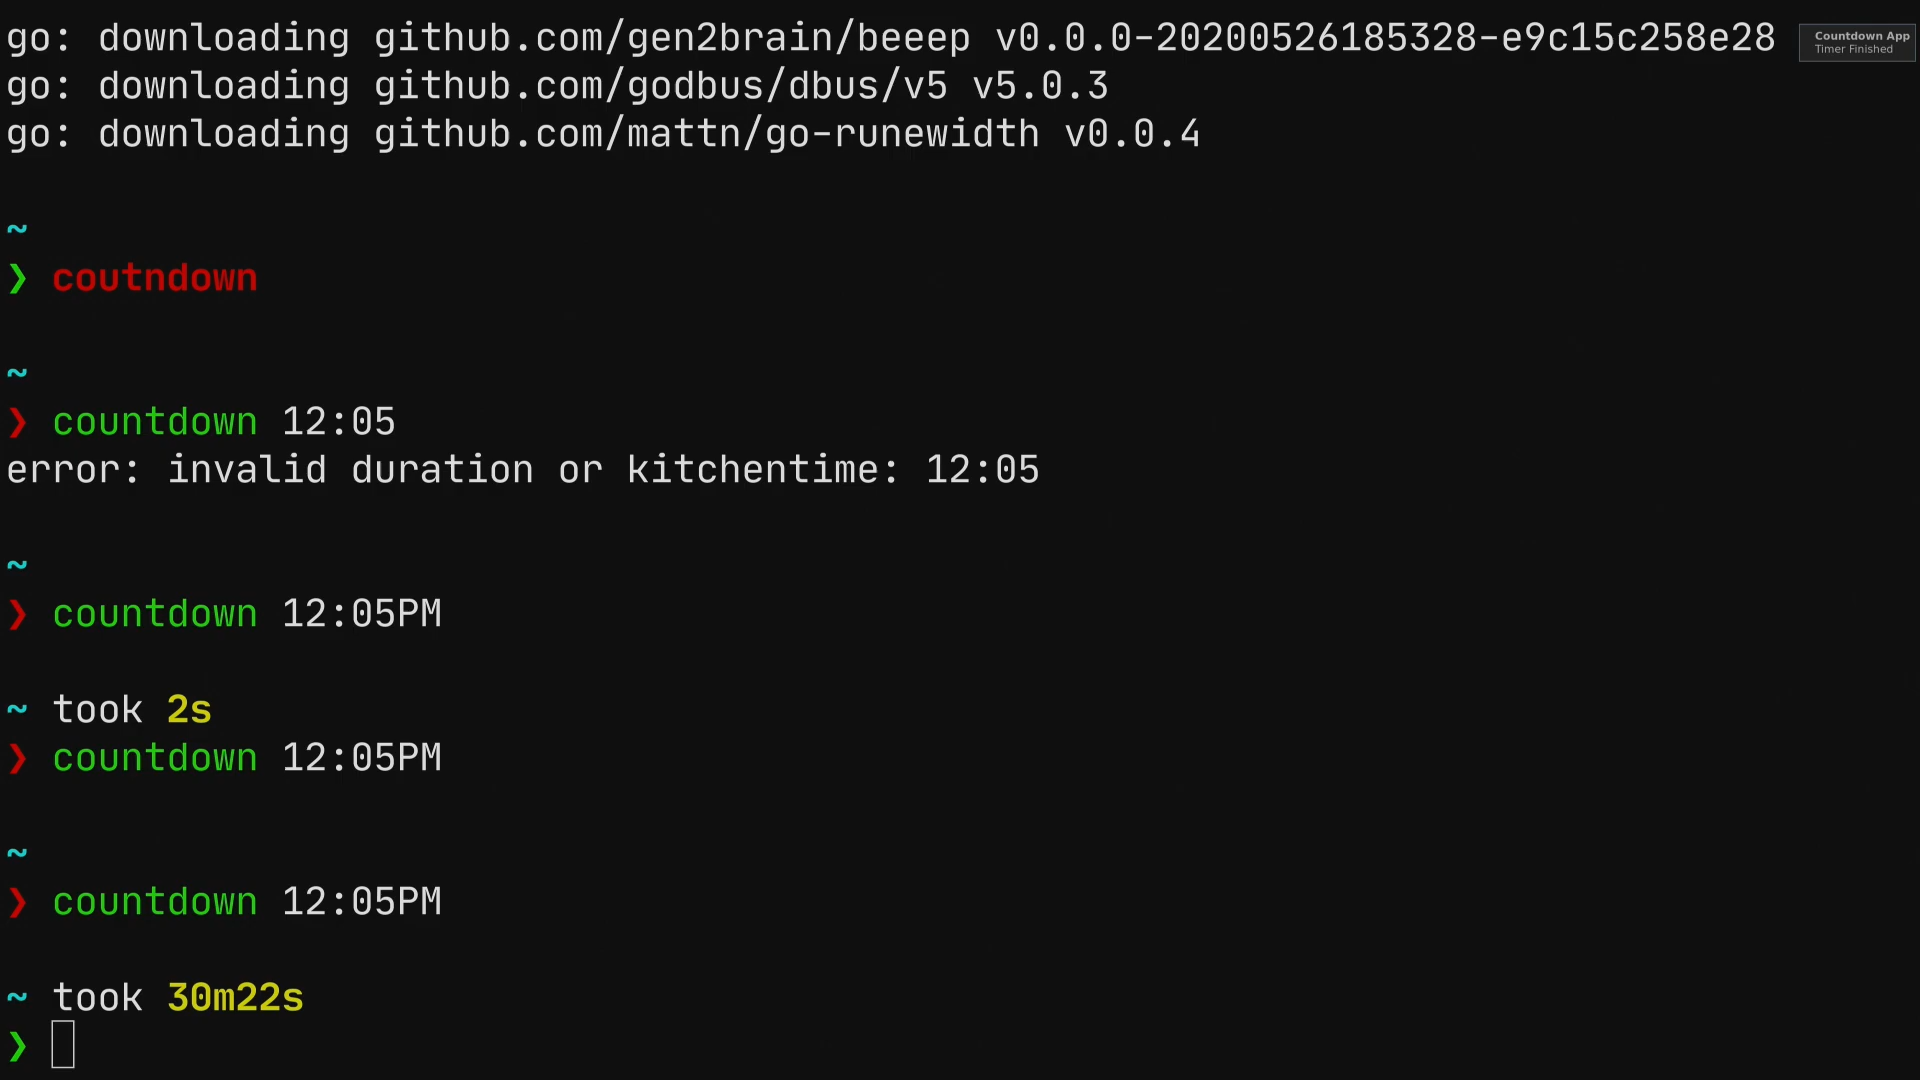 go: downloading github.com/gen2brain/beeep v0.0.0-20200526185328-e9c15c258e28
Countdown App
Timer Finished
go: downloading github.com/godbus/dbus/v5 v5.0.3
go: downloading github.com/mattn/go-runewidth v0.0.4
~
❯ coutndown
~
❯ countdown 12:05
error: invalid duration or kitchentime: 12:05
~
❯ countdown 12:05PM
~ took 2s
❯ countdown 12:05PM
~
❯ countdown 12:05PM
~ took 30m22s
❯